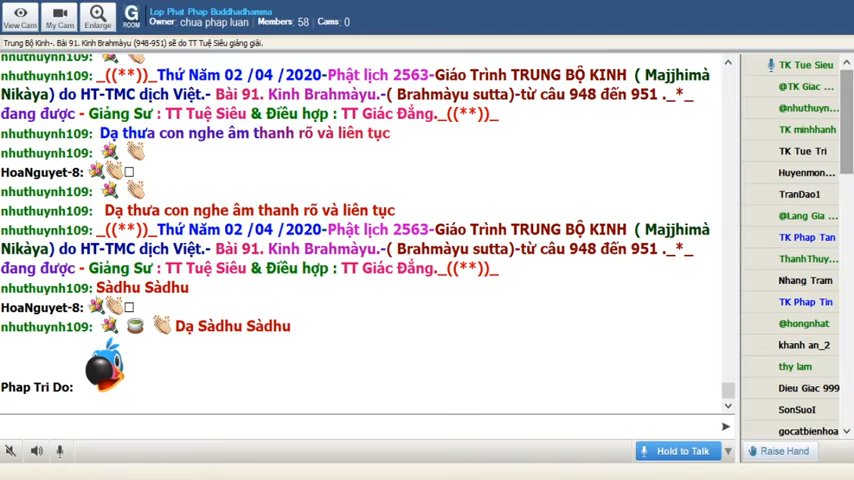 View Cam
My Cam
Enlarge
G
ROOM
Lop Phat Phap Buddhadhamma
Owner: chua phap luan Members: 58 Cams: 0
Trung Bộ Kinh-. Bài 91. Kinh Brahmàyu (948-951) sẽ do TT Tuệ Siêu giảng giải.
nhuthuynh109:
nhuthuynh109: _((**))_Thứ Năm 02 /04 /2020-Phật lịch 2563-Giáo Trình TRUNG BỘ KINH ( Majjhimà
Nikàya) do HT-TMC dịch Việt.- Bài 91. Kinh Brahmàyu.-( Brahmàyu sutta)-từ câu 948 đến 951 ._*_
đang được - Giảng Sư : TT Tuệ Siêu & Điều hợp : TT Giác Đẳng._((**))_
nhuthuynh109: Dạ thưa con nghe âm thanh rõ và liên tục
nhuthuynh109:
HoaNguyet-8:
nhuthuynh109:
nhuthuynh109: Dạ thưa con nghe âm thanh rõ và liên tục
nhuthuynh109: _((**))_Thứ Năm 02 /04 /2020-Phật lịch 2563-Giáo Trình TRUNG BỘ KINH ( Majjhimà
Nikàya) do HT-TMC dịch Việt.- Bài 91. Kinh Brahmàyu.-( Brahmàyu sutta)-từ câu 948 đến 951 ._*_
đang được - Giảng Sư : TT Tuệ Siêu & Điều hợp : TT Giác Đẳng._((**))_
nhuthuynh109: Sàdhu Sàdhu
HoaNguyet-8:
nhuthuynh109: Dạ Sàdhu Sàdhu
Phap Tri Do:
TK Tue Sieu
@TK Giac ...
@nhuthuyn...
TK minhhanh
TK Tue Tri
Huyenmon...
TranDao1
@Lang Gia ...
TK Phap Tan
ThanhThuy...
Nhang Tram
TK Phap Tin
@hongnhat
khanh an_2
thy lam
Dieu Giac 999
SonSuoI
gocatbienhoa
Hold to Talk
Raise Hand